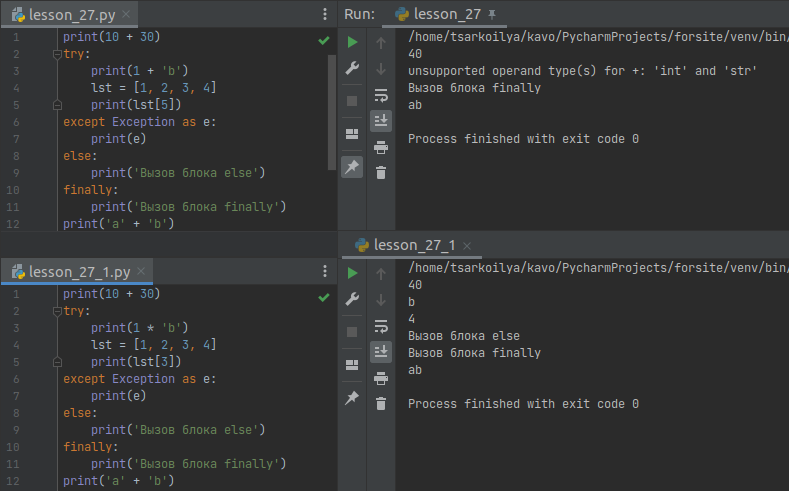 lesson_27.py
1 print(10 + 30)
2 try:
3 print(1 + 'b')
4 lst = [1, 2, 3, 4]
5 print(lst[5])
6 except Exception as e:
7 print(e)
8 else:
9 print('Вызов блока else')
10 finally:
11 print('Вызов блока finally')
12 print('a' + 'b')
Run: lesson_27
/home/tsarkoilya/kavo/PycharmProjects/forsite/venv/bin/
40
unsupported operand type(s) for +: 'int' and 'str'
Вызов блока finally
ab
Process finished with exit code 0
lesson_27_1.py
1 print(10 + 30)
2 try:
3 print(1 * 'b')
4 lst = [1, 2, 3, 4]
5 print(lst[3])
6 except Exception as e:
7 print(e)
8 else:
9 print('Вызов блока else')
10 finally:
11 print('Вызов блока finally')
12 print('a' + 'b')
lesson_27_1
/home/tsarkoilya/kavo/PycharmProjects/forsite/venv/bin/
40
b
4
Вызов блока else
Вызов блока finally
ab
Process finished with exit code 0